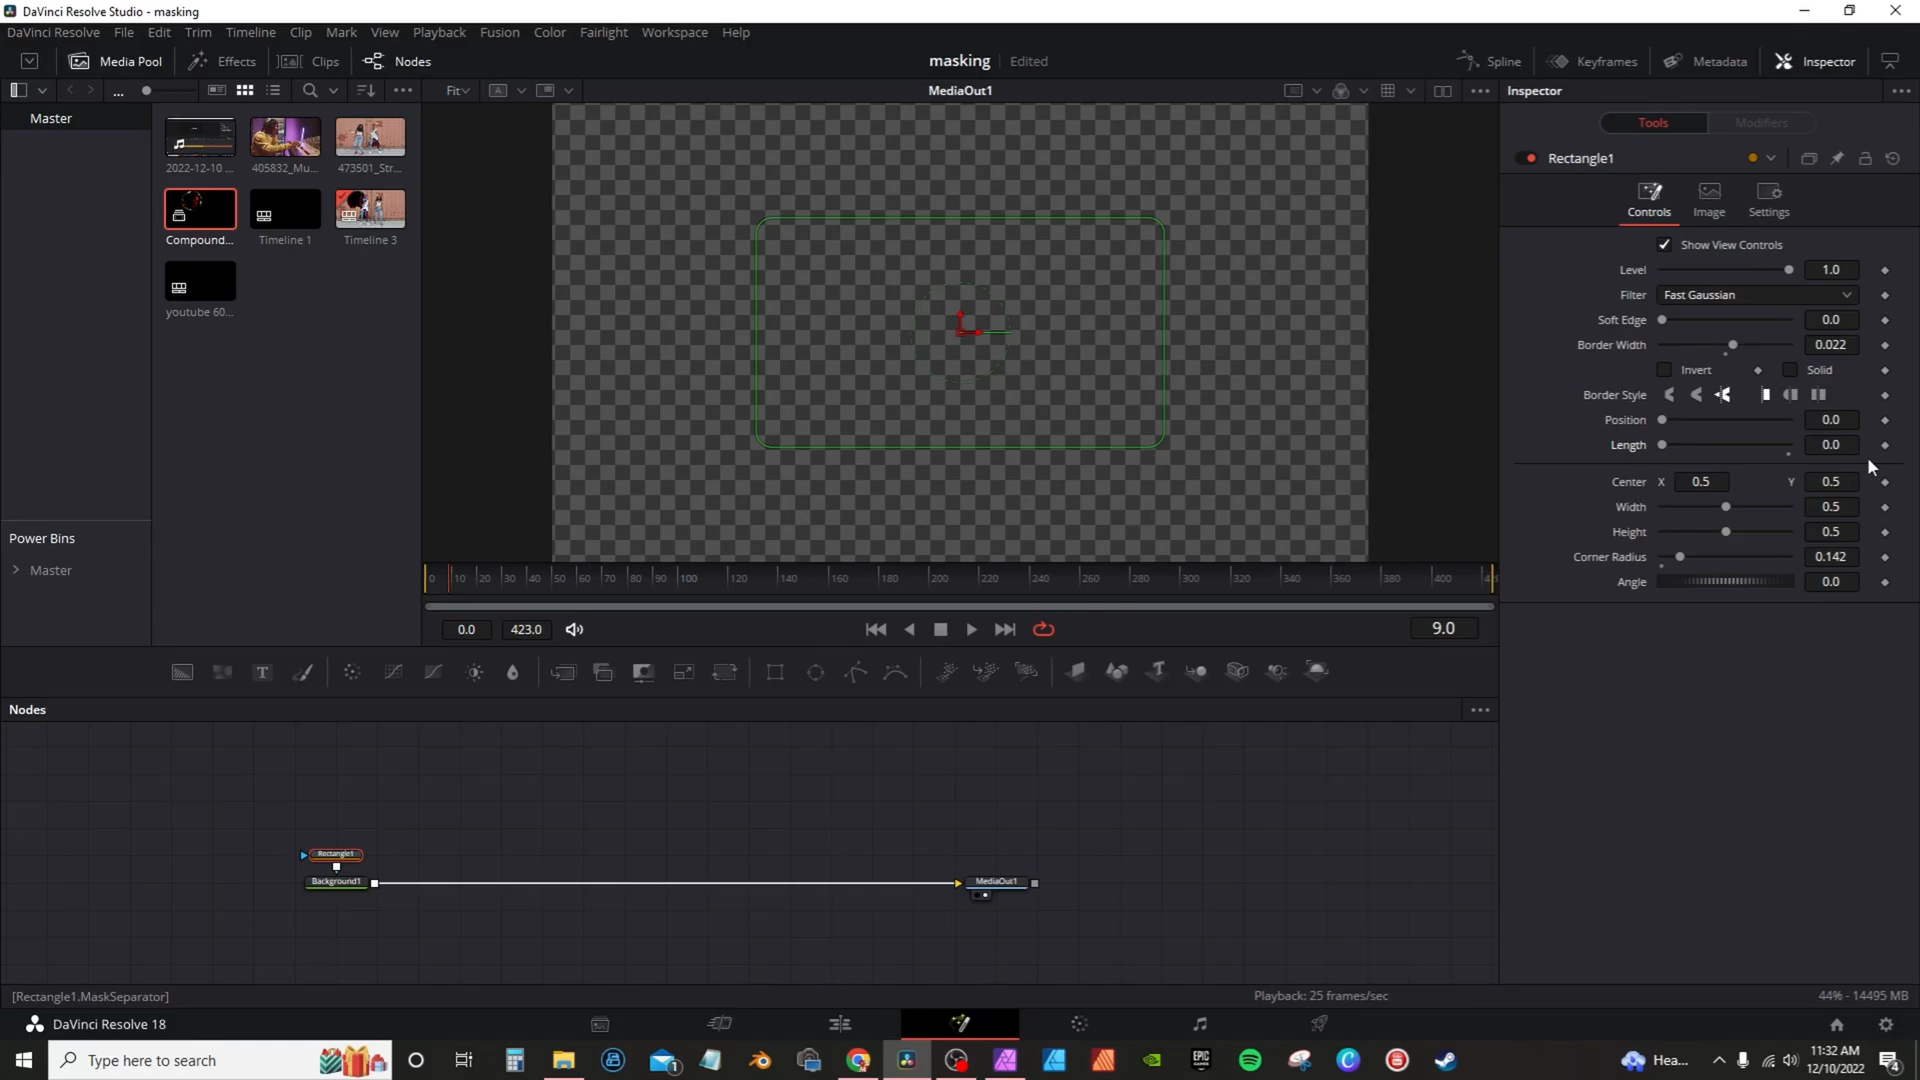 DaVinci Resolve Studio - masking
DaVinci Resolve File Edit Trim Timeline Clip Mark View Playback Fusion Color Fairlight Workspace Help
Media Pool Effects Clips Nodes masking Edited Spline Keyframes Metadata Inspector
... Fit MediaOut1 Inspector
Master
2022-12-10 ... 405832_Mu... 473501_Str...
Compound... Timeline 1 Timeline 3
youtube 60...
Power Bins
Master
Tools Modifiers
Rectangle1
Controls Image Settings
Show View Controls
Level 1.0
Filter Fast Gaussian
Soft Edge 0.0
Border Width 0.022
Invert Solid
Border Style
Position 0.0
Length 0.0
Center X 0.5 Y 0.5
Width 0.5
Height 0.5
Corner Radius 0.142
Angle 0.0
0 10 20 30 40 50 60 70 80 90 100 120 140 160 180 200 220 240 260 280 300 320 340 360 380 400
0.0 423.0 9.0
Nodes
Rectangle1
Background1
MediaOut1
[Rectangle1.MaskSeparator] Playback: 25 frames/sec 44% - 14495 MB
DaVinci Resolve 18
Type here to search
Hea...
11:32 AM
12/10/2022